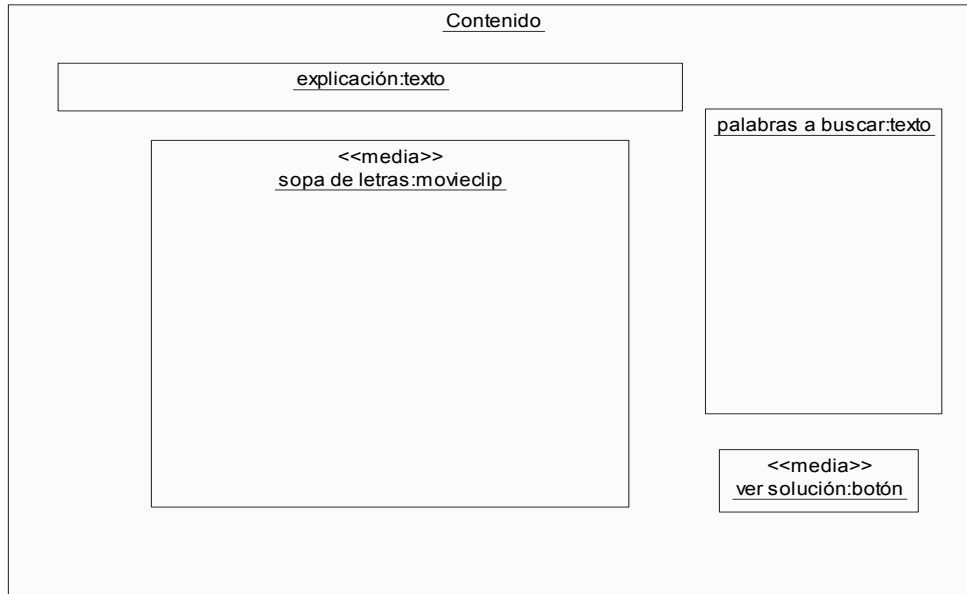 Contenido
explicación:texto
palabras a buscar:texto
<<media>>
sopa de letras:movieclip
<<media>>
ver solución:botón